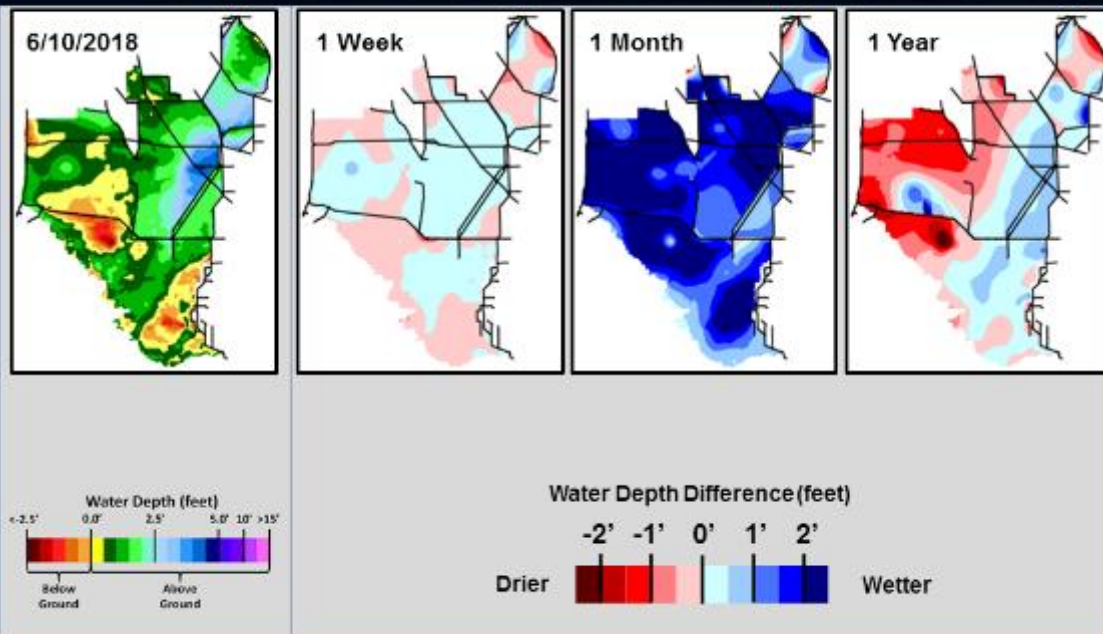 6/10/2018
1 Week
1 Month
1 Year
Water Depth (feet)
<-2.5' 0.0' 2.5' 5.0' 10' >15'
Below
Ground
Above
Ground
Water Depth Difference (feet)
-2' -1' 0' 1' 2'
Drier
Wetter